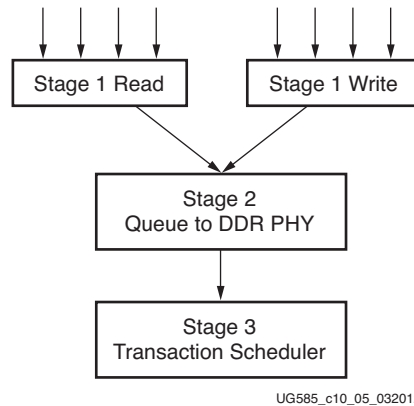 Stage 1 Read
Stage 1 Write
Stage 2
Queue to DDR PHY
Stage 3
Transaction Scheduler
UG585_c10_05_03201